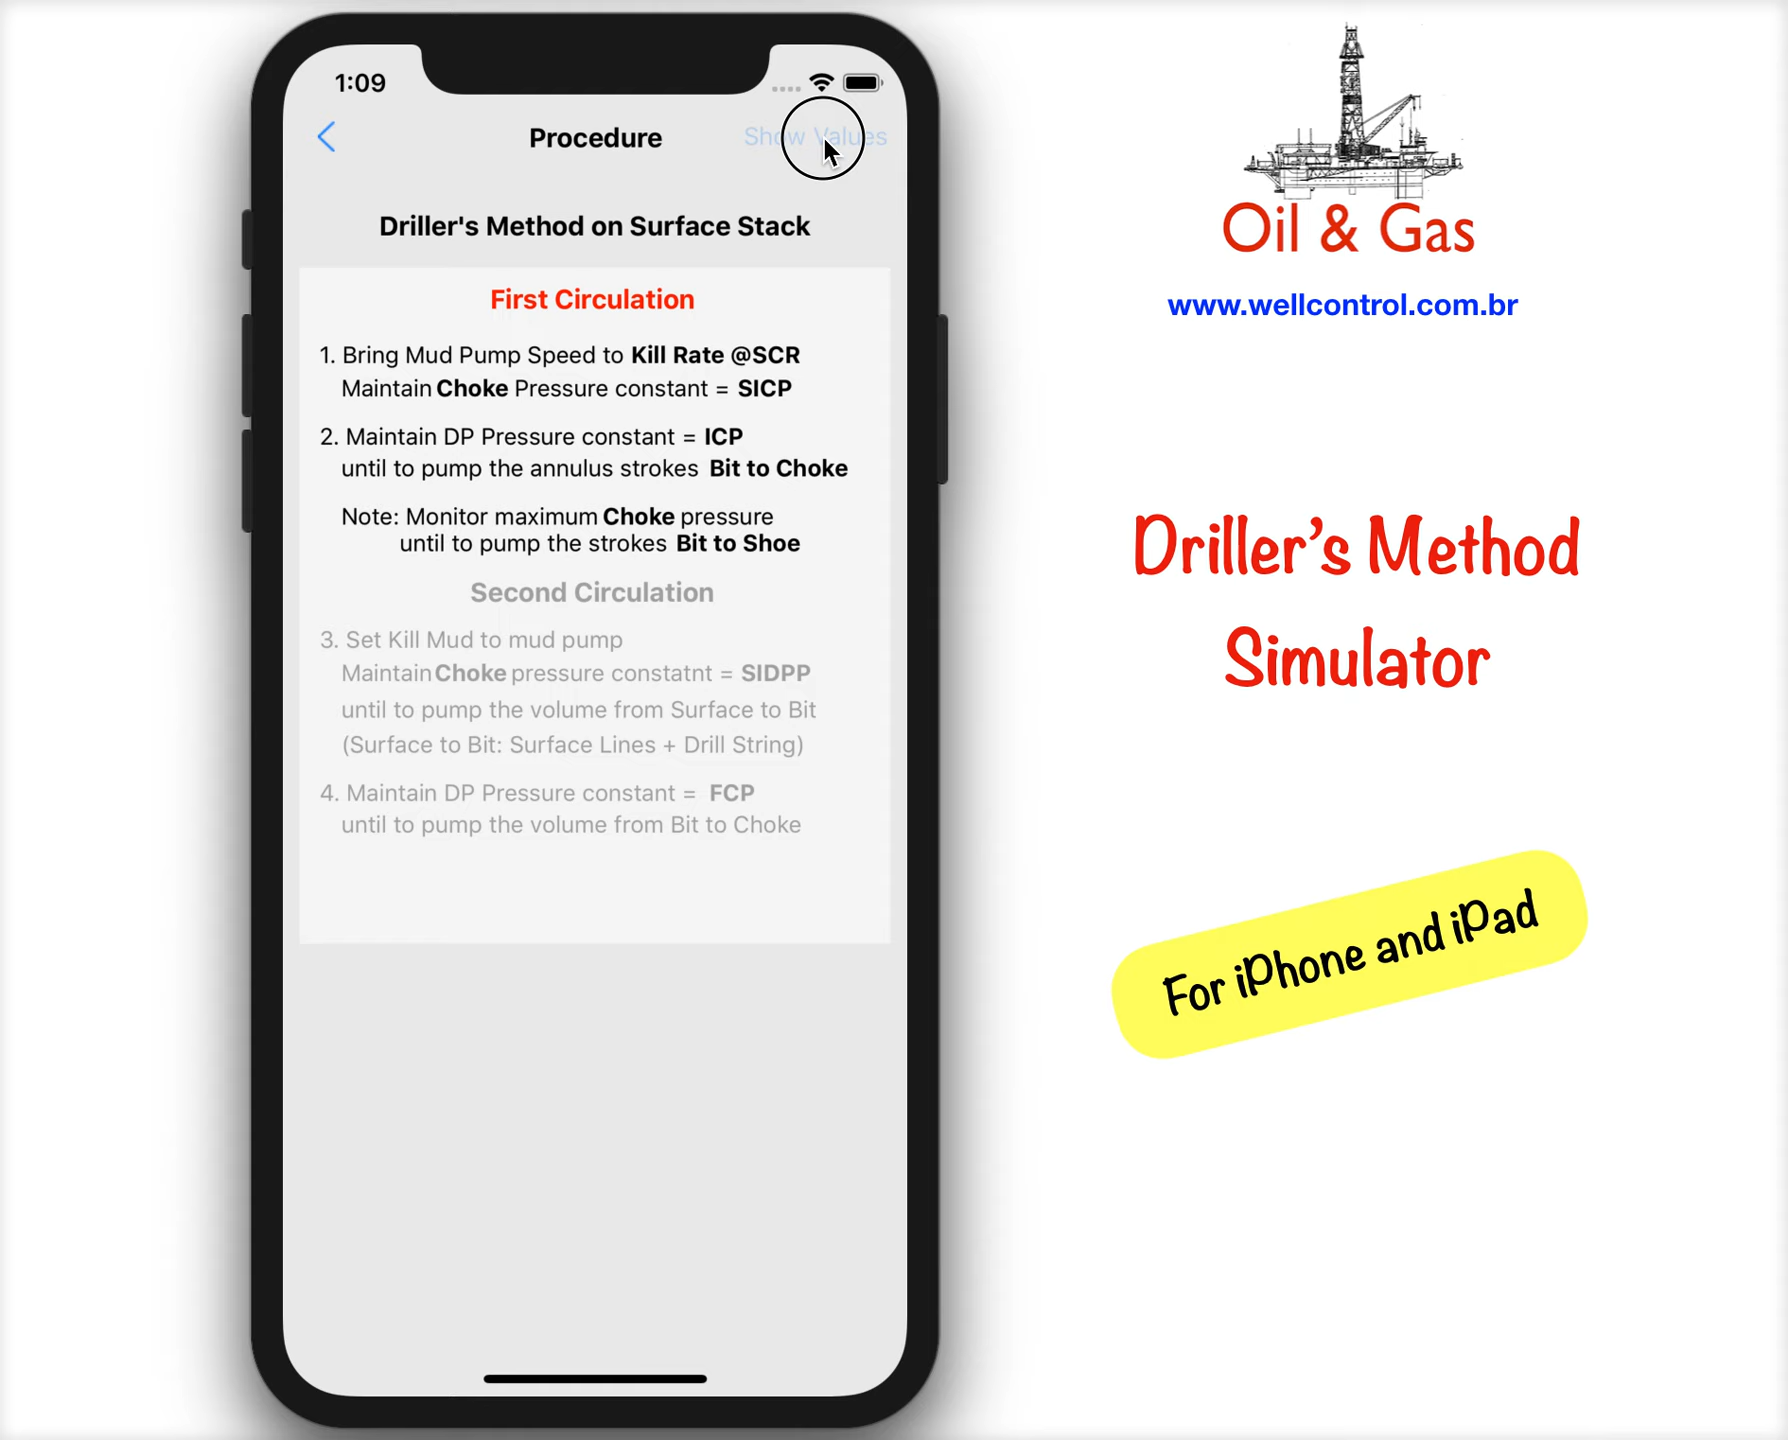 1:09
Procedure
Show Values
Driller's Method on Surface Stack
First Circulation
1. Bring Mud Pump Speed to Kill Rate @SCR
Maintain Choke Pressure constant = SICP
2. Maintain DP Pressure constant = ICP
until to pump the annulus strokes Bit to Choke
Note: Monitor maximum Choke pressure
until to pump the strokes Bit to Shoe
Second Circulation
3. Set Kill Mud to mud pump
Maintain Choke pressure constatnt = SIDPP
until to pump the volume from Surface to Bit
(Surface to Bit: Surface Lines + Drill String)
4. Maintain DP Pressure constant = FCP
until to pump the volume from Bit to Choke
Oil & Gas
www.wellcontrol.com.br
Driller's Method
Simulator
For iPhone and iPad